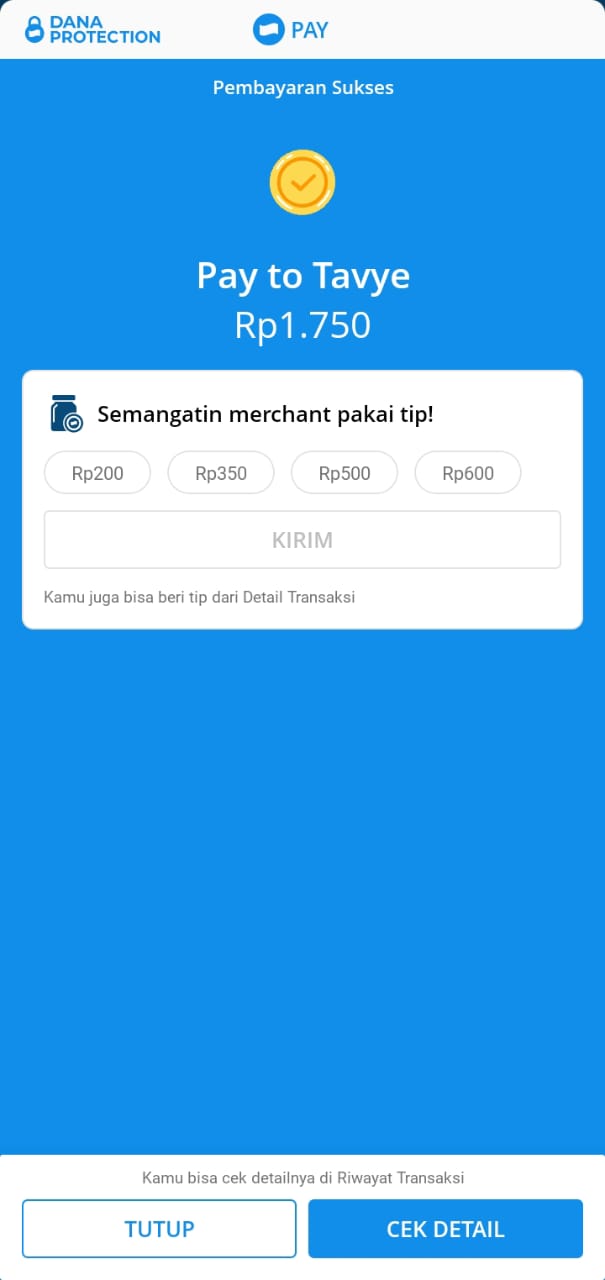 DANA
PROTECTION
PAY
Pembayaran Sukses
Pay to Tavye
Rp1.750
Semangatin merchant pakai tip!
Rp200 Rp350 Rp500 Rp600
KIRIM
Kamu juga bisa beri tip dari Detail Transaksi
Kamu bisa cek detailnya di Riwayat Transaksi
TUTUP CEK DETAIL